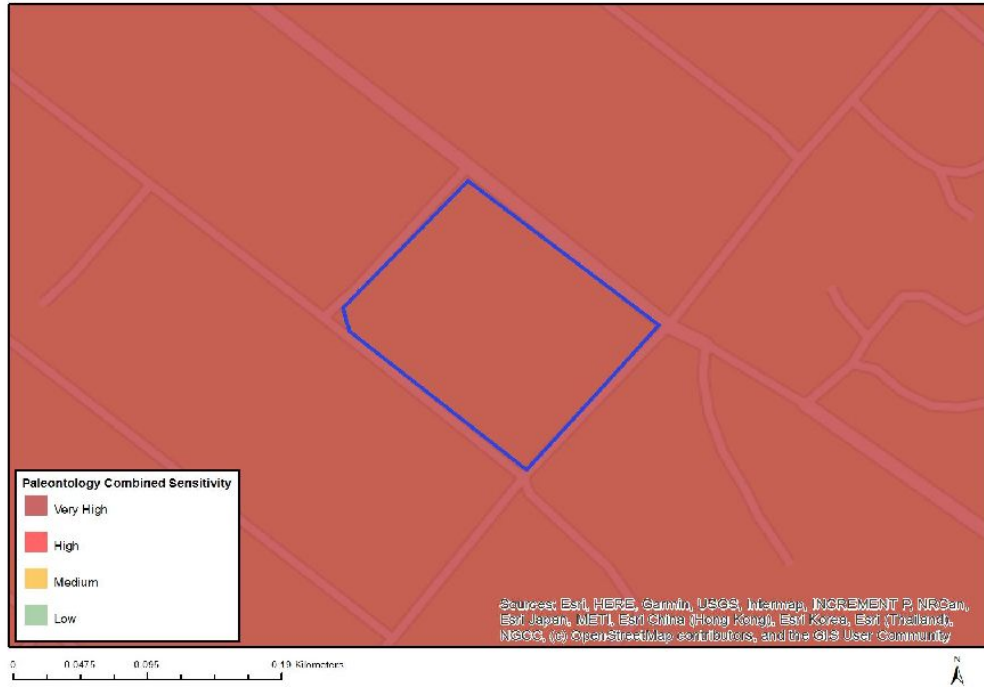 Paleontology Combined Sensitivity
Very High
High
Medium
Low
Sources: Esri, HERE, Garmin, USGS, Intermap, INCREMENT P, NRCan,
Esri Japan, METI, Esri China (Hong Kong), Esri Korea, Esri (Thailand),
NGCC, (c) OpenStreetMap contributors, and the GIS User Community
0 0.0475 0.095 0.19 Kilometers
N